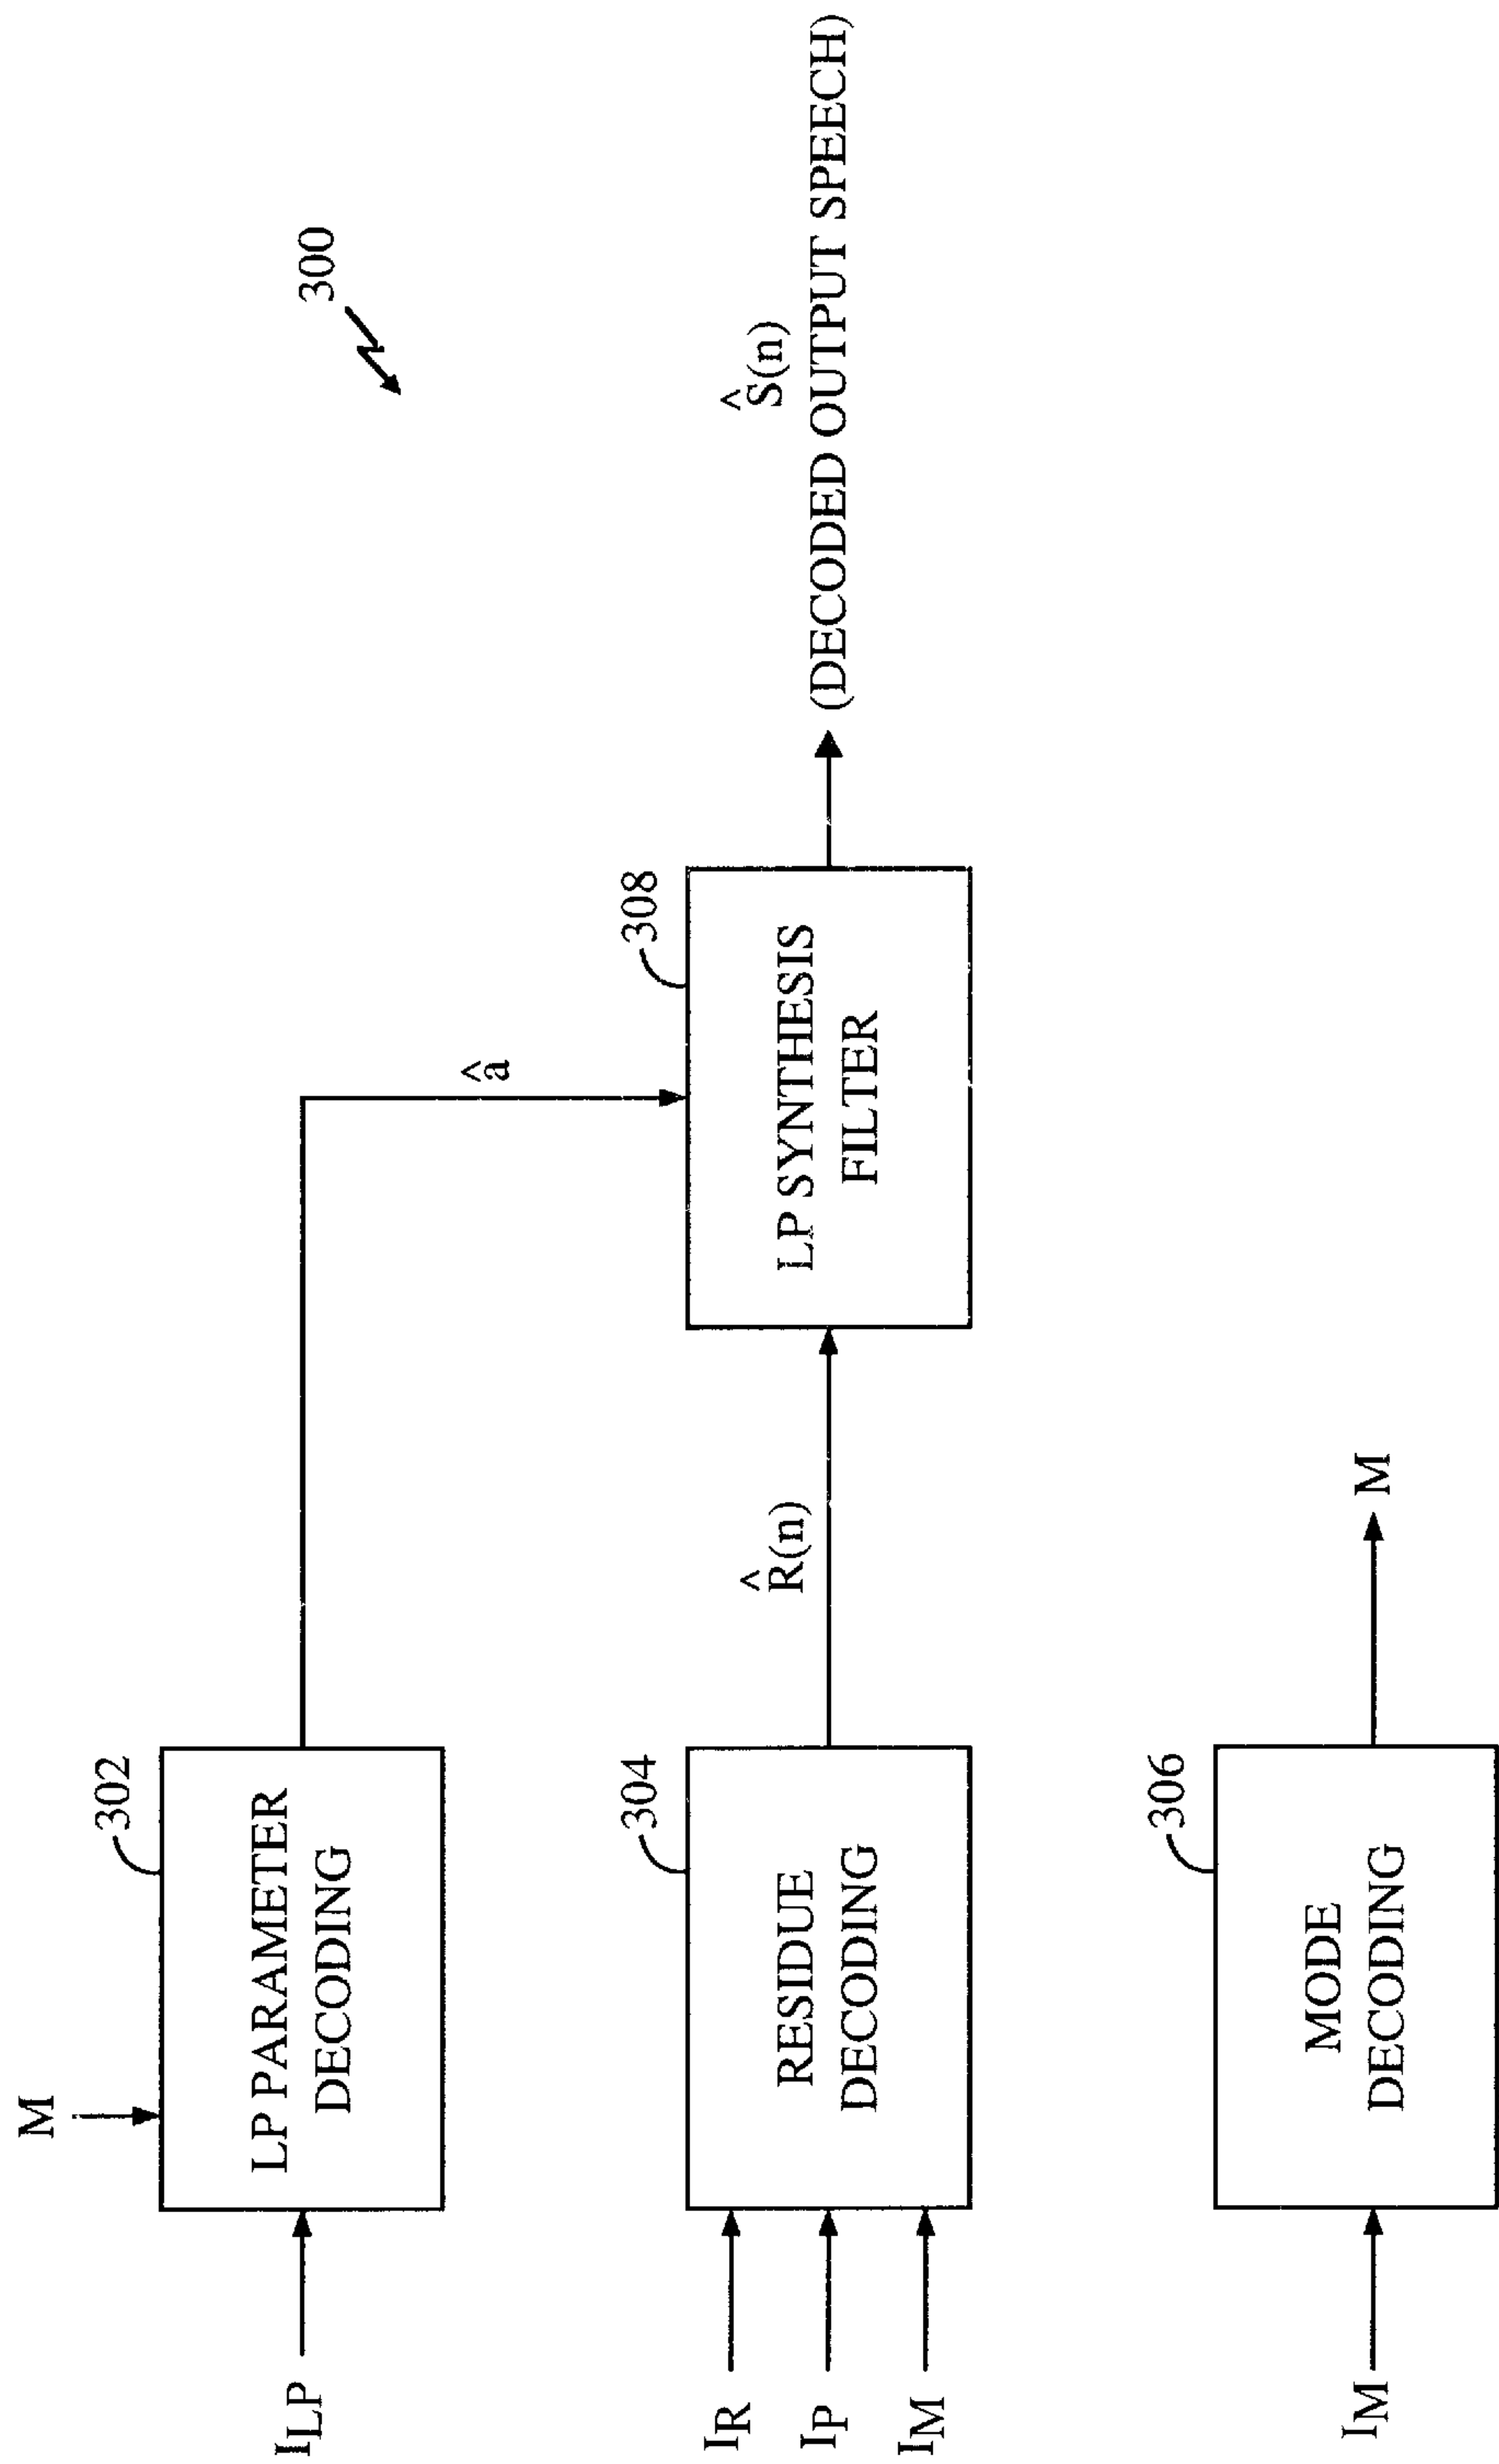 300
M
302
I_LP
LP PARAMETER
DECODING
â
304
308
I_R
I_P
I_M
RESIDUE
DECODING
R̂(n)
LP SYNTHESIS
FILTER
Ŝ(n)
(DECODED OUTPUT SPEECH)
306
I_M
MODE
DECODING
M